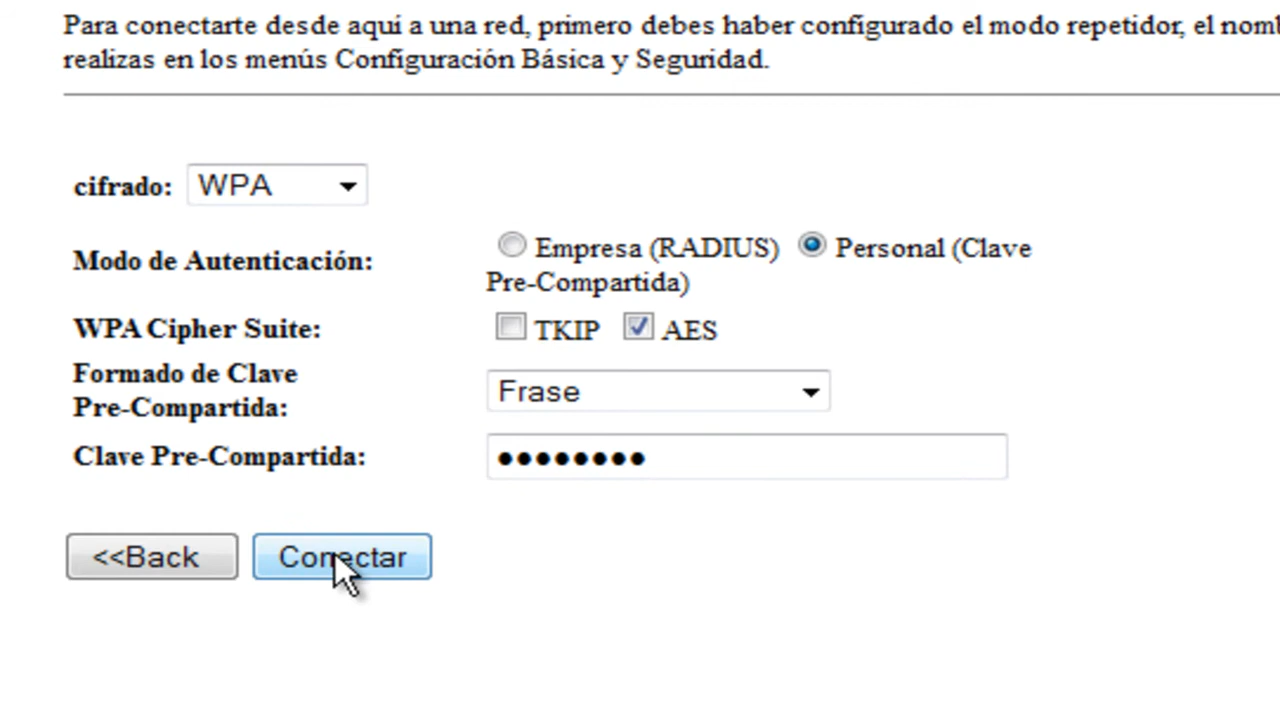 Para conectarte desde aquí a una red, primero debes haber configurado el modo repetidor, el
realizas en los menús Configuración Básica y Seguridad.
cifrado: WPA
Empresa (RADIUS) Personal (Clave
Modo de Autenticación:
Pre-Compartida)
WPA Cipher Suite: TKIP AES
Formado de Clave
Pre-Compartida: Frase
Clave Pre-Compartida: ●●●●●●●●
<<Back Conectar